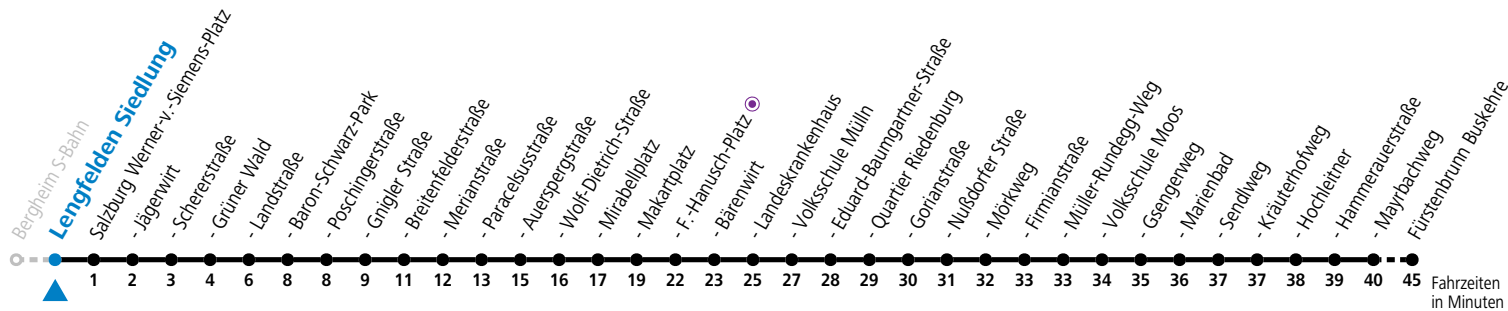 Bergheim S-Bahn
Lengfelden Siedlung
Salzburg Werner-v.-Siemens-Platz
- Jägerwirt
- Schererstraße
- Grüner Wald
- Landstraße
- Baron-Schwarz-Park
- Poschingerstraße
- Gnigler Straße
- Breitenfelderstraße
- Merianstraße
- Paracelsusstraße
- Auerspergstraße
- Wolf-Dietrich-Straße
- Mirabellplatz
- Makartplatz
- F.-Hanusch-Platz
- Bärenwirt
- Landeskrankenhaus
- Volksschule Mülln
- Eduard-Baumgartner-Straße
- Quartier Riedenburg
- Gorianstraße
- Nußdorfer Straße
- Mörkweg
- Firmianstraße
- Müller-Rundegg-Weg
- Volksschule Moos
- Gsengerweg
- Marienbad
- Sendlweg
- Kräuterhofweg
- Hochleitner
- Hammerauerstraße
- Mayrbachweg
Fürstenbrunn Buskehre
1 2 3 4 6 8 8 9 11 12 13 15 16 17 19 22 23 25 27 28 29 30 31 32 33 33 34 35 36 37 37 38 39 40 45 Fahrzeiten
in Minuten